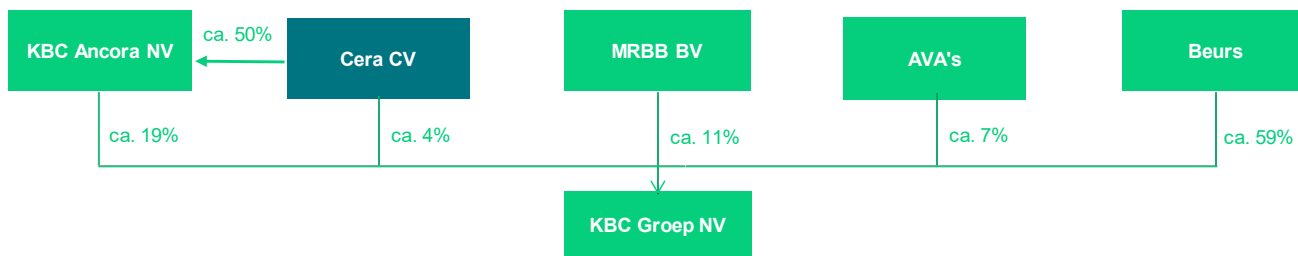 ca. 50%
KBC Ancora NV
Cera CV
MRBB BV
AVA's
Beurs
ca. 19%
ca. 4%
ca. 11%
ca. 7%
ca. 59%
KBC Groep NV